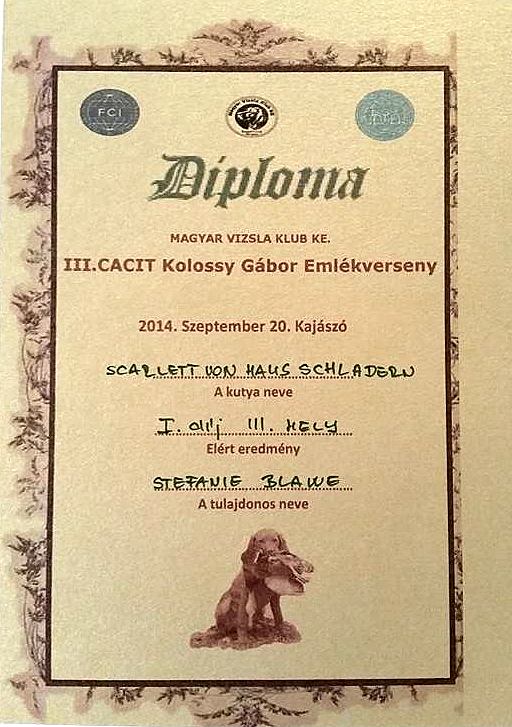 FCI
Diploma
MAGYAR VIZSLA KLUB KE.
III.CACIT Kolossy Gábor Emlékverseny
2014. Szeptember 20. Kajászó
SCARLETT VON HAUS SCHLADERN
A kutya neve
I. díj III. HELY
Elért eredmény
STEFANIE BLAWE
A tulajdonos neve